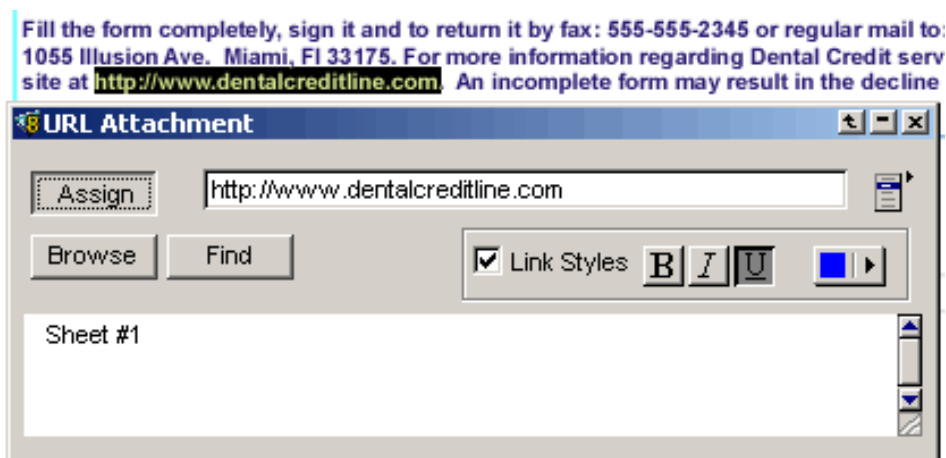 Fill the form completely, sign it and to return it by fax: 555-555-2345 or regular mail to:
1055 Illusion Ave.  Miami, Fl 33175. For more information regarding Dental Credit serv
site at http://www.dentalcreditline.com.  An incomplete form may result in the decline
URL Attachment
Assign http://www.dentalcreditline.com
Browse Find Link Styles B I U
Sheet #1